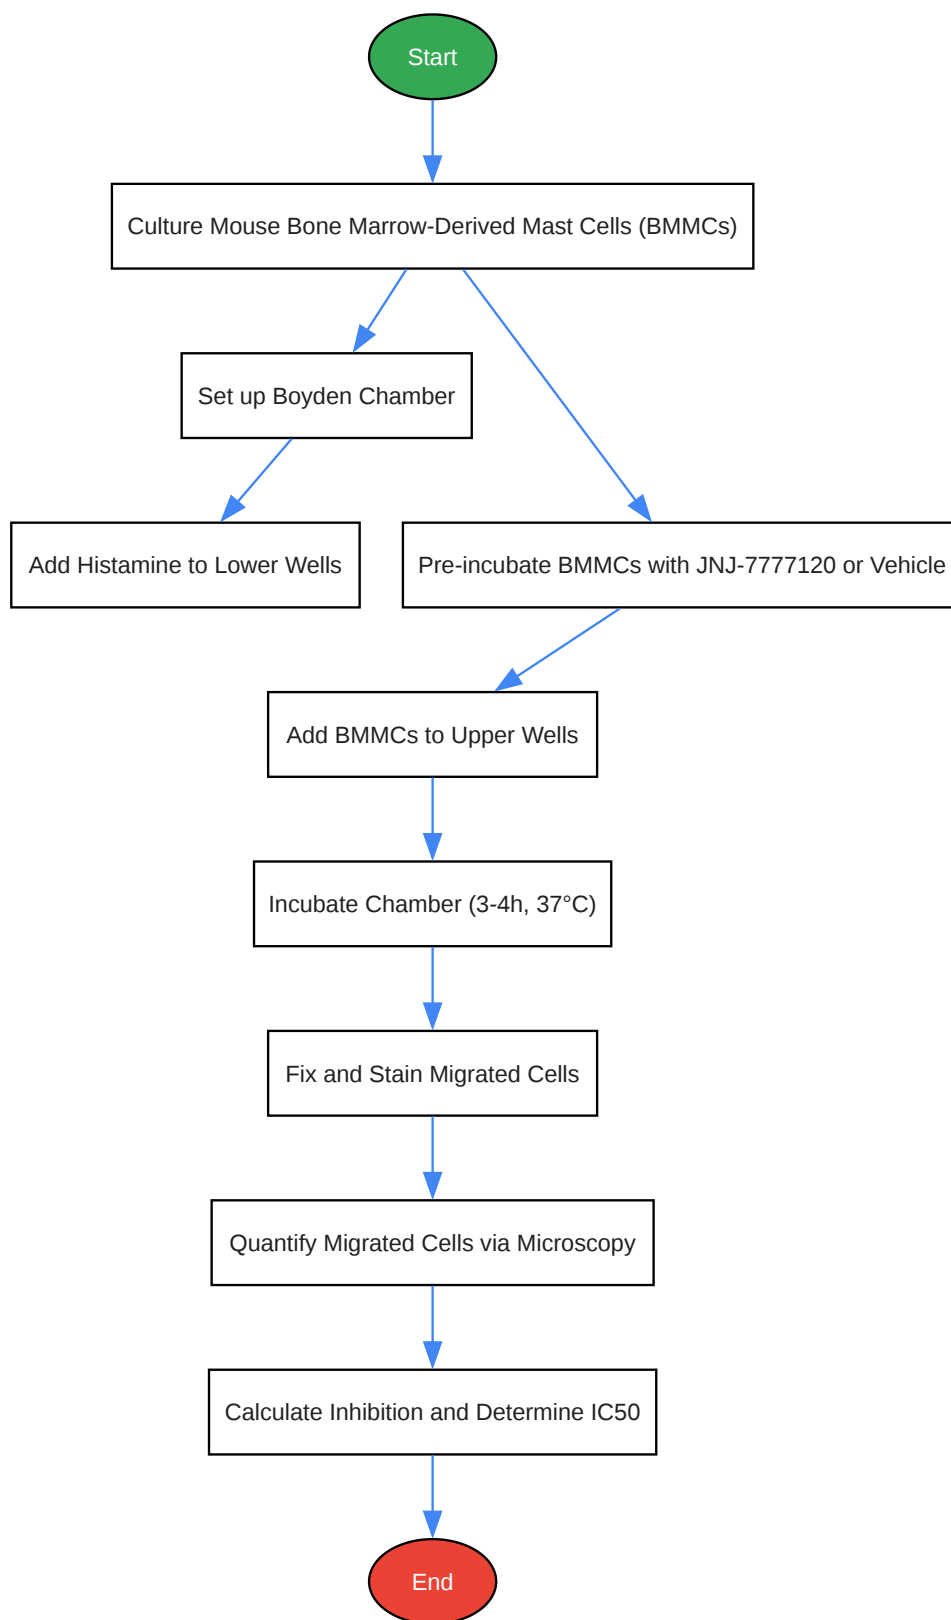 Start
Culture Mouse Bone Marrow-Derived Mast Cells (BMMCs)
Set up Boyden Chamber
Add Histamine to Lower Wells
Pre-incubate BMMCs with JNJ-7777120 or Vehicle
Add BMMCs to Upper Wells
Incubate Chamber (3-4h, 37°C)
Fix and Stain Migrated Cells
Quantify Migrated Cells via Microscopy
Calculate Inhibition and Determine IC50
End